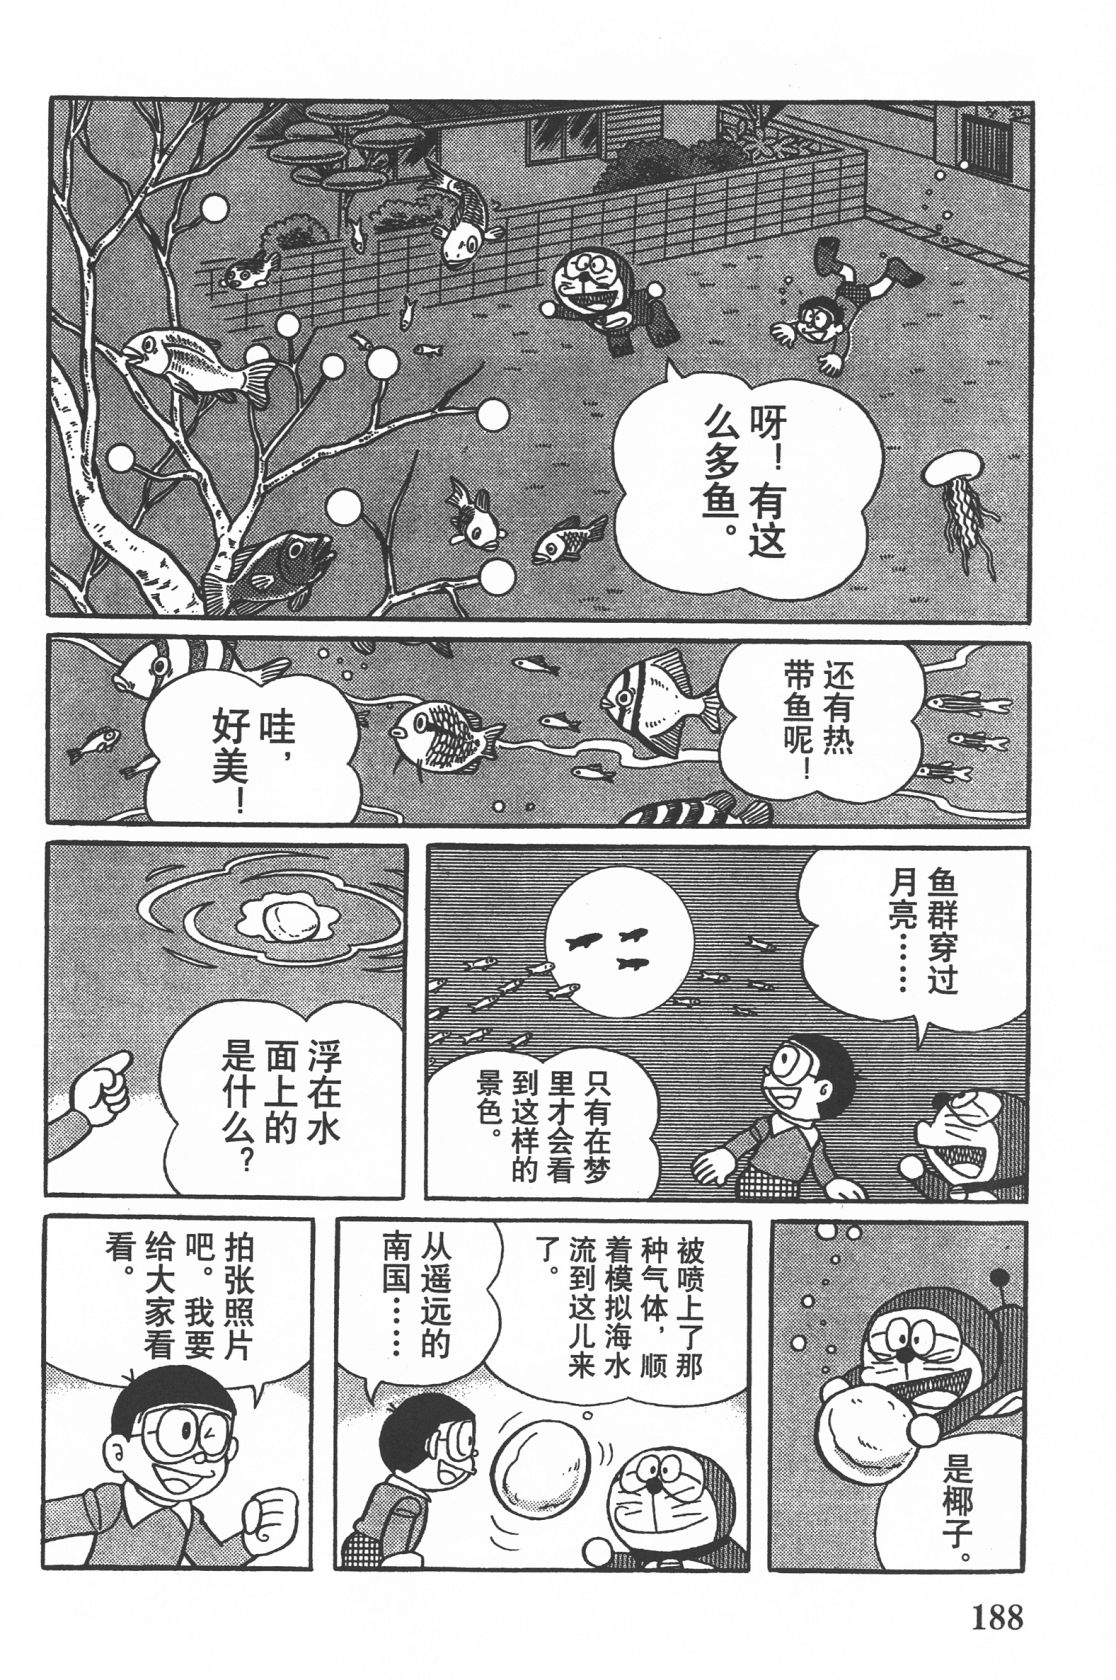 呀！有这
么多鱼。
还有热
带鱼呢！
哇，
好美！
鱼群穿过
月亮……
只有在梦
里才会看
到这样的
景色。
浮在水
面上的
是什么？
是椰子。
被喷上了那
种气体，顺
着模拟海水
流到这儿来
了。
从遥远的
南国……
拍张照片
吧。我要
给大家看
看。
188